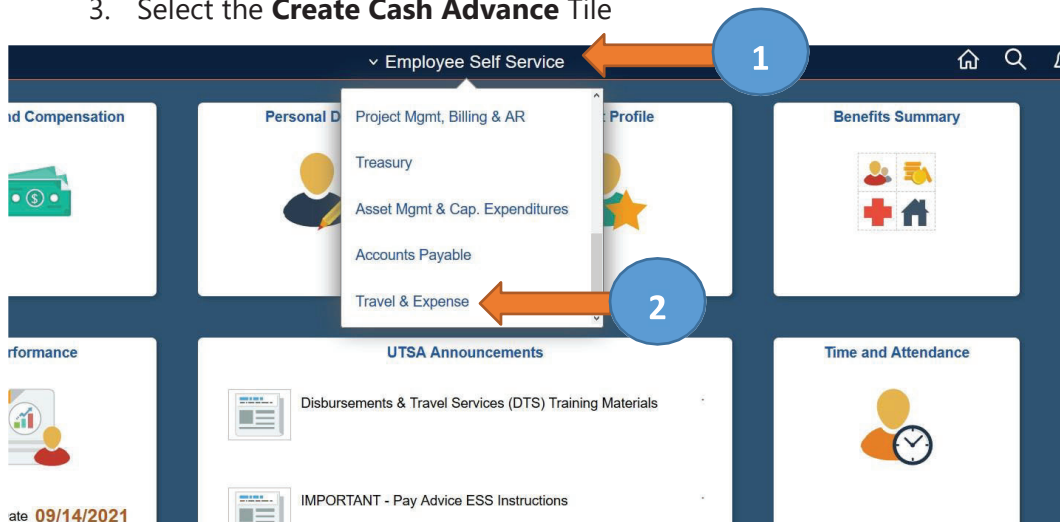 3. Select the Create Cash Advance Tile
Employee Self Service
1
nd Compensation
Personal D
Project Mgmt, Billing & AR
Profile
Benefits Summary
Treasury
Asset Mgmt & Cap. Expenditures
Accounts Payable
Travel & Expense
2
rformance
UTSA Announcements
Time and Attendance
Disbursements & Travel Services (DTS) Training Materials
IMPORTANT - Pay Advice ESS Instructions
ate 09/14/2021